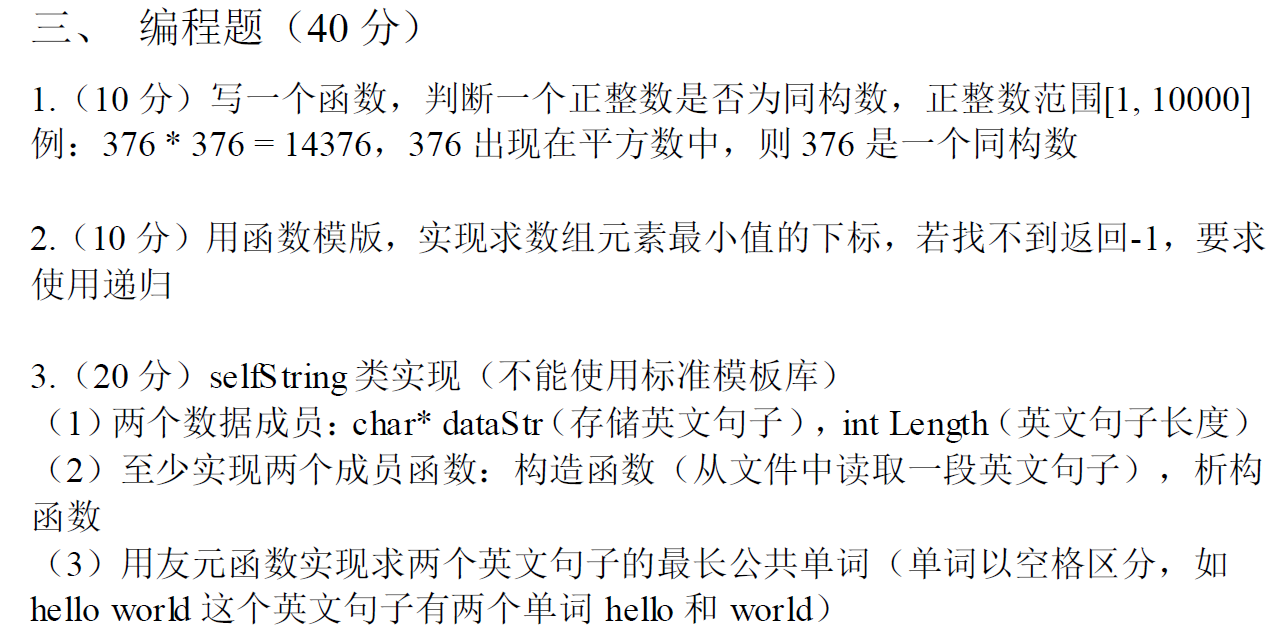 三、 编程题（40 分）
1.（10 分）写一个函数，判断一个正整数是否为同构数，正整数范围[1, 10000]
例：376 * 376 = 14376，376 出现在平方数中，则 376 是一个同构数
2.（10 分）用函数模版，实现求数组元素最小值的下标，若找不到返回-1，要求
使用递归
3.（20 分）selfString 类实现（不能使用标准模板库）
（1）两个数据成员：char* dataStr（存储英文句子），int Length（英文句子长度）
（2）至少实现两个成员函数：构造函数（从文件中读取一段英文句子），析构
函数
（3）用友元函数实现求两个英文句子的最长公共单词（单词以空格区分，如
hello world 这个英文句子有两个单词 hello 和 world）